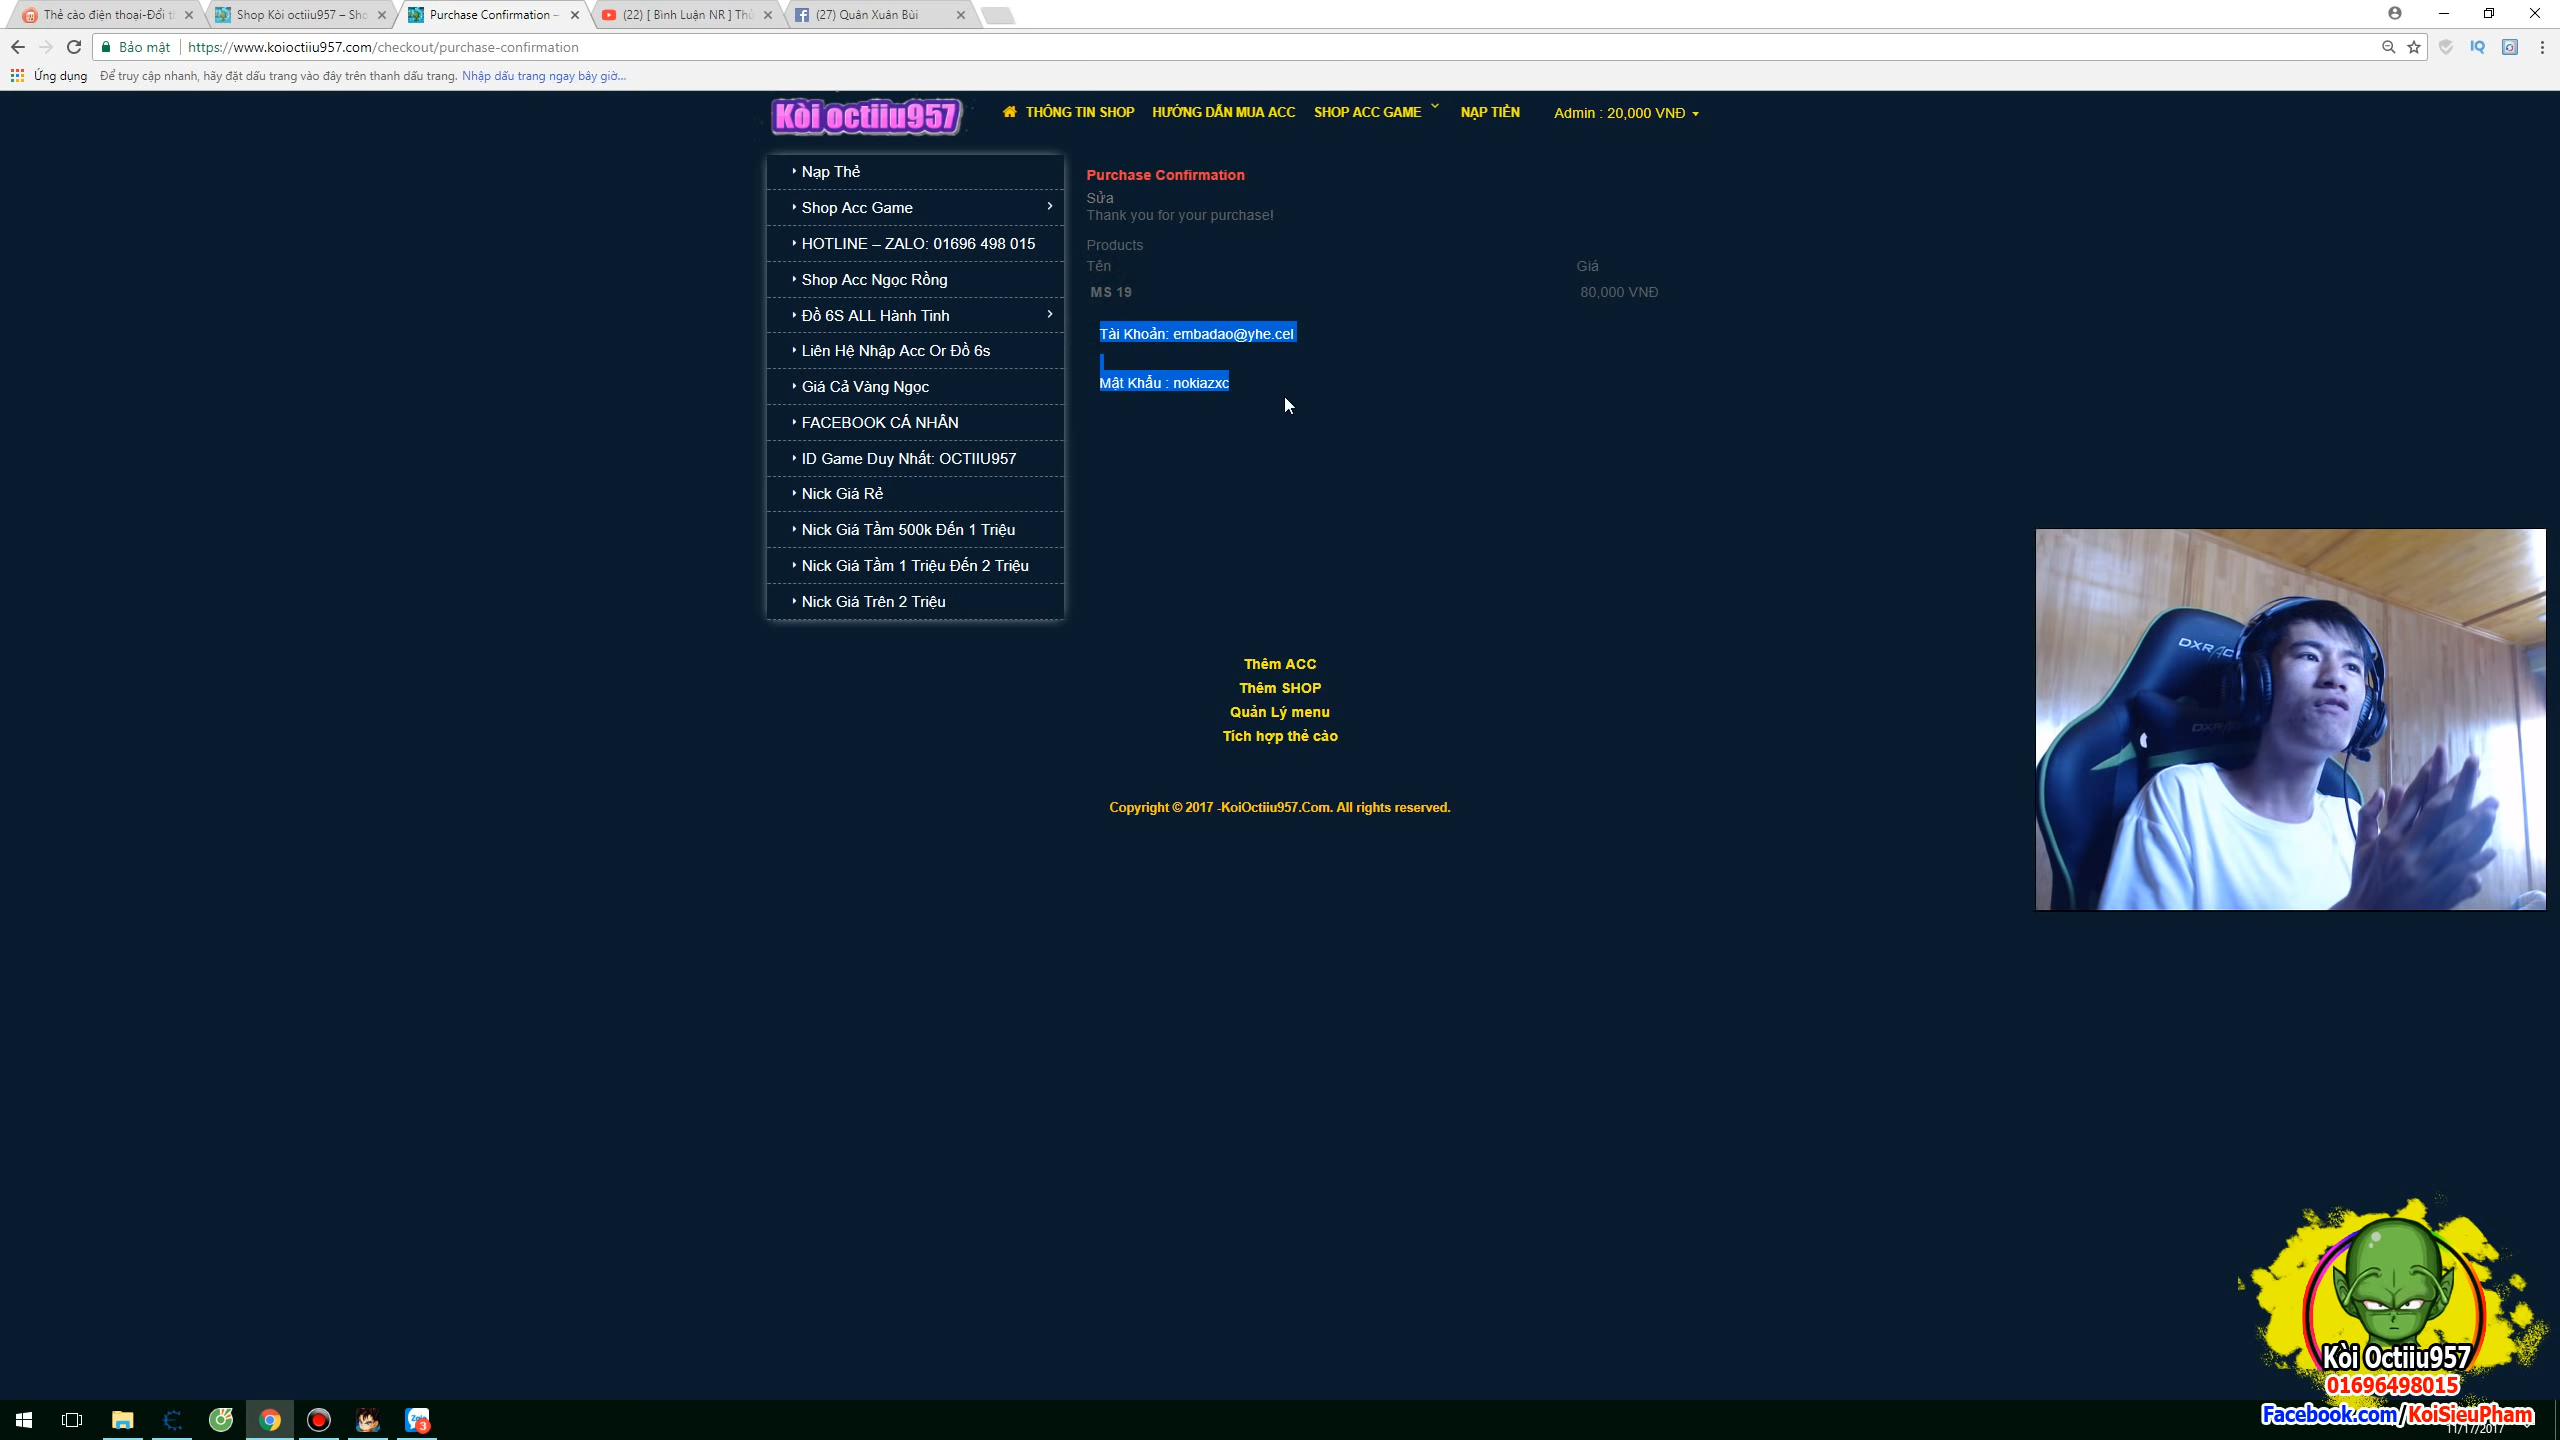 Thẻ cào điện thoại-Đổi t
Shop Kòi octiiu957 – Sho
Purchase Confirmation –
(22) [ Bình Luận NR ] Thủ
(27) Quân Xuân Bùi
Bảo mật
https://www.koioctiiu957.com/checkout/purchase-confirmation
IQ
Ứng dụng
Để truy cập nhanh, hãy đặt dấu trang vào đây trên thanh dấu trang.
Nhập dấu trang ngay bây giờ...
Kòi octiiu957
THÔNG TIN SHOP
HƯỚNG DẪN MUA ACC
SHOP ACC GAME
NẠP TIỀN
Admin : 20,000 VNĐ
Nạp Thẻ
Shop Acc Game
HOTLINE – ZALO: 01696 498 015
Shop Acc Ngọc Rồng
Đồ 6S ALL Hành Tinh
Liên Hệ Nhập Acc Or Đồ 6s
Giá Cả Vàng Ngọc
FACEBOOK CÁ NHÂN
ID Game Duy Nhất: OCTIIU957
Nick Giá Rẻ
Nick Giá Tầm 500k Đến 1 Triệu
Nick Giá Tầm 1 Triệu Đến 2 Triệu
Nick Giá Trên 2 Triệu
Purchase Confirmation
Sửa
Thank you for your purchase!
Products
Tên
Giá
MS 19
80,000 VNĐ
Tài Khoản: embadao@yhe.cel
Mật Khẩu : nokiazxc
Thêm ACC
Thêm SHOP
Quản Lý menu
Tích hợp thẻ cào
Copyright © 2017 -KoiOctiiu957.Com. All rights reserved.
Kòi Octiiu957
01696498015
Facebook.com/KoiSieuPham
11/17/2017
Zalo
3